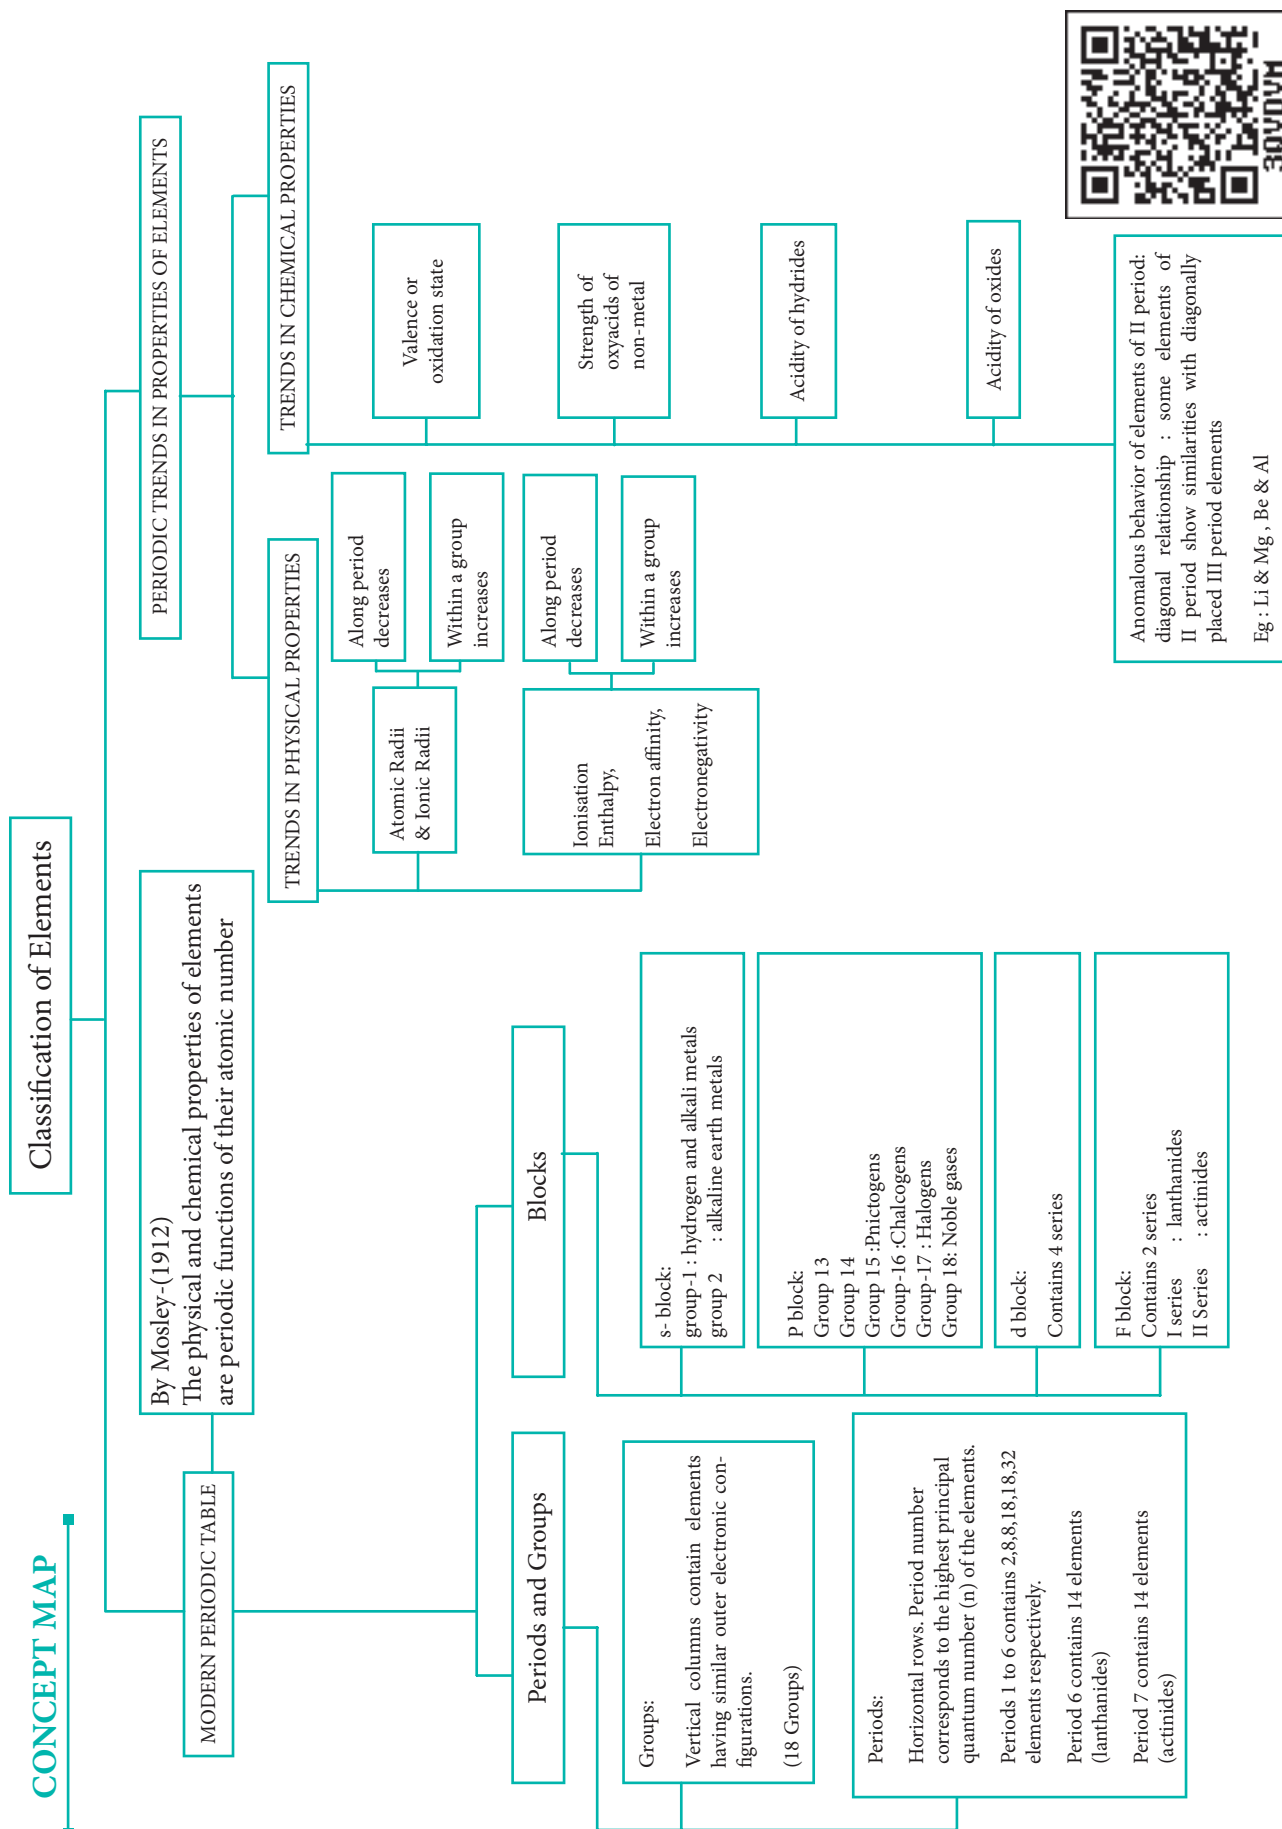 CONCEPT MAP
Classification of Elements
MODERN PERIODIC TABLE
By Mosley-(1912)
The physical and chemical properties of elements
are periodic functions of their atomic number
Periods and Groups
Groups:
Vertical columns contain elements
having similar outer electronic con-
figurations.
(18 Groups)
Periods:
Horizontal rows. Period number
corresponds to the highest principal
quantum number (n) of the elements.
Periods 1 to 6 contains 2,8,8,18,18,32
elements respectively.
Period 6 contains 14 elements
(lanthanides)
Period 7 contains 14 elements
(actinides)
Blocks
s- block:
group-1 : hydrogen and alkali metals
group 2 : alkaline earth metals
P block:
Group 13
Group 14
Group 15 :Pnictogens
Group-16 :Chalcogens
Group-17 : Halogens
Group 18: Noble gases
d block:
Contains 4 series
F block:
Contains 2 series
I series : lanthanides
II Series : actinides
PERIODIC TRENDS IN PROPERTIES OF ELEMENTS
TRENDS IN PHYSICAL PROPERTIES
Atomic Radii
& Ionic Radii
Along period
decreases
Within a group
increases
Ionisation
Enthalpy,
Electron affinity,
Electronegativity
Along period
decreases
Within a group
increases
TRENDS IN CHEMICAL PROPERTIES
Valence or
oxidation state
Strength of
oxyacids of
non-metal
Acidity of hydrides
Acidity of oxides
Anomalous behavior of elements of II period:
diagonal relationship : some elements of
II period show similarities with diagonally
placed III period elements
Eg : Li & Mg , Be & Al